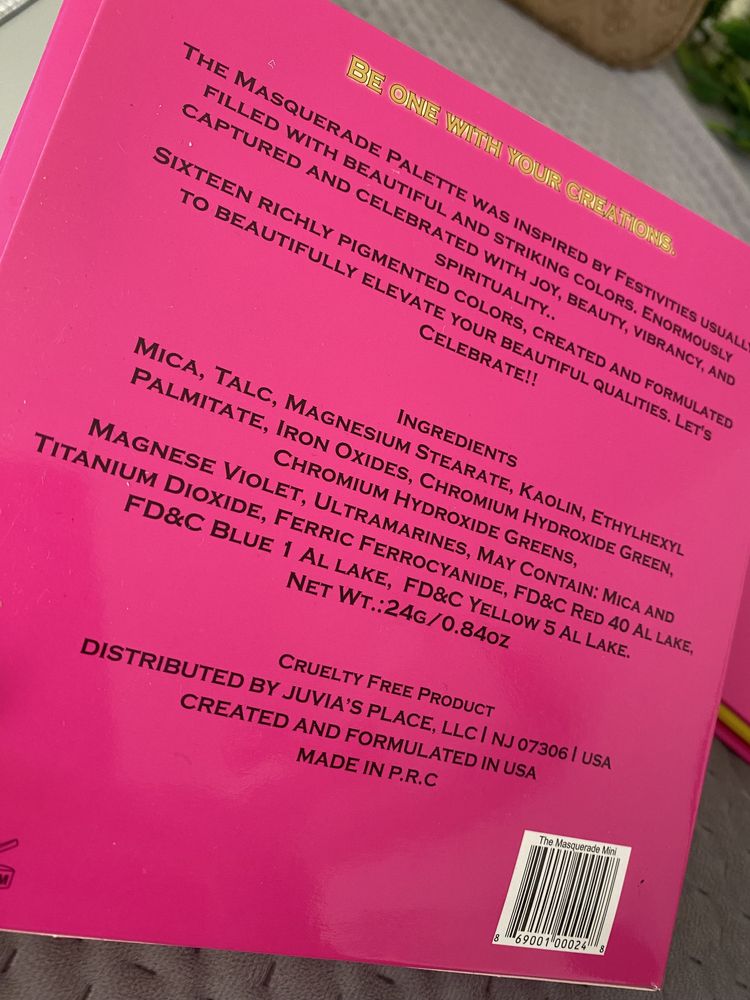 BE ONE WITH YOUR CREATIONS.
THE MASQUERADE PALETTE WAS INSPIRED BY FESTIVITIES USUALLY
FILLED WITH BEAUTIFUL AND STRIKING COLORS. ENORMOUSLY
CAPTURED AND CELEBRATED WITH JOY, BEAUTY, VIBRANCY, AND
SPIRITUALITY..
SIXTEEN RICHLY PIGMENTED COLORS, CREATED AND FORMULATED
TO BEAUTIFULLY ELEVATE YOUR BEAUTIFUL QUALITIES. LET'S
CELEBRATE!!
INGREDIENTS
MICA, TALC, MAGNESIUM STEARATE, KAOLIN, ETHYLHEXYL
PALMITATE, IRON OXIDES, CHROMIUM HYDROXIDE GREEN,
CHROMIUM HYDROXIDE GREENS,
MAGNESE VIOLET, ULTRAMARINES, MAY CONTAIN: MICA AND
TITANIUM DIOXIDE, FERRIC FERROCYANIDE, FD&C RED 40 AL LAKE,
FD&C BLUE 1 AL LAKE, FD&C YELLOW 5 AL LAKE.
NET WT.:24G/0.84OZ
CRUELTY FREE PRODUCT
DISTRIBUTED BY JUVIA'S PLACE, LLC | NJ 07306 | USA
CREATED AND FORMULATED IN USA
MADE IN P.R.C
The Masquerade Mini
8 69001 00024 8